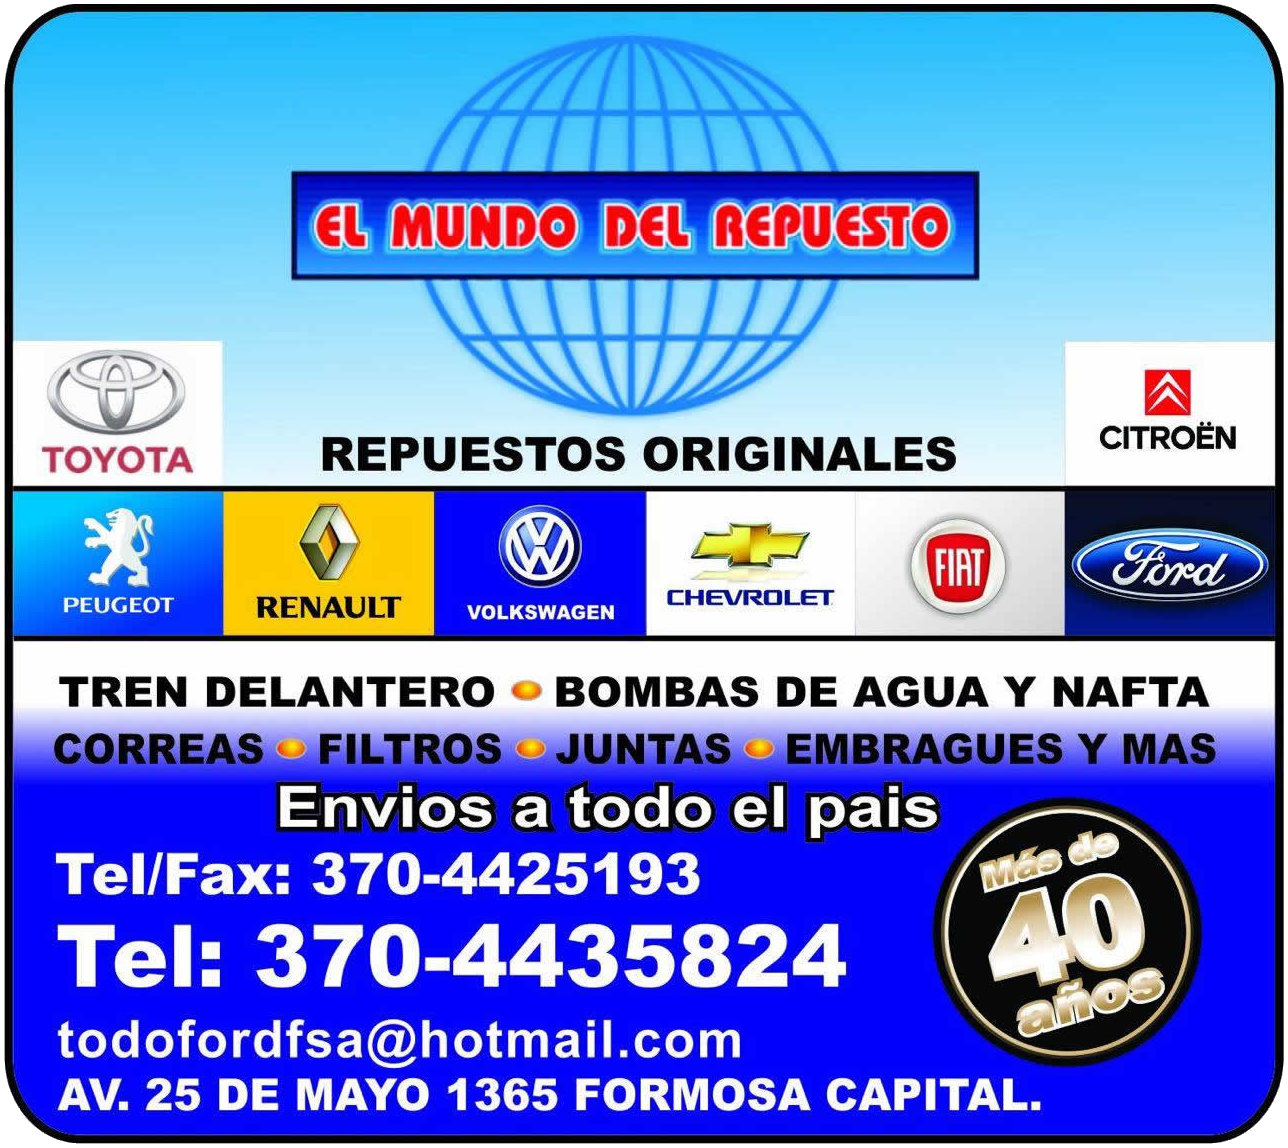 EL MUNDO DEL REPUESTO
TOYOTA
CITROËN
REPUESTOS ORIGINALES
PEUGEOT
RENAULT
VOLKSWAGEN
CHEVROLET
FIAT
Ford
TREN DELANTERO • BOMBAS DE AGUA Y NAFTA
CORREAS • FILTROS • JUNTAS • EMBRAGUES Y MAS
Envios a todo el pais
Tel/Fax: 370-4425193
Tel: 370-4435824
todofordfsa@hotmail.com
AV. 25 DE MAYO 1365 FORMOSA CAPITAL.
Más de
40
años